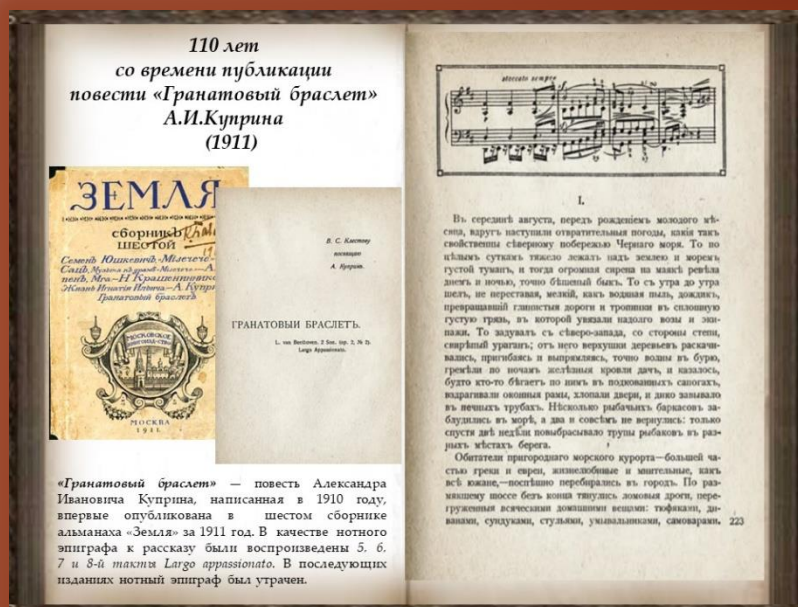 110 лет
со времени публикации
повести «Гранатовый браслет»
А.И.Куприна
(1911)
ЗЕМЛЯ
сборникъ
ШЕСТОЙ
Семенъ Юшкевичъ
Гранатовый браслетъ
МОСКОВСКОЕ
МОСКВА
1911
В. С. Клестову
посвящаю
А. Купринъ.
ГРАНАТОВЫЙ БРАСЛЕТЪ.
L. van Beethoven. 2 Son. (op. 2, № 2).
Largo Appassionato.
«Гранатовый браслет» — повесть Александра
Ивановича Куприна, написанная в 1910 году,
впервые опубликована в шестом сборнике
альманаха «Земля» за 1911 год. В качестве нотного
эпиграфа к рассказу были воспроизведены 5, 6,
7 и 8-й такты Largo appassionato. В последующих
изданиях нотный эпиграф был утрачен.
staccato sempre
I.
Въ серединѣ августа, передъ рожденіемъ молодого мѣ-
сяца, вдругъ наступили отвратительныя погоды, какія такъ
свойственны сѣверному побережью Чернаго моря. То по
цѣлымъ суткамъ тяжело лежалъ надъ землею и моремъ
густой туманъ, и тогда огромная сирена на маякѣ ревѣла
днемъ и ночью, точно бѣшеный быкъ. То съ утра до утра
шелъ, не переставая, мелкій, какъ водяная пыль, дождикъ,
превращавшій глинистыя дороги и тропинки въ сплошную
густую грязь, въ которой увязали надолго возы и эки-
пажи. То задувалъ съ сѣверо-запада, со стороны степи,
свирѣпый ураганъ; отъ него верхушки деревьевъ раскачи-
вались, пригибаясь и выпрямляясь, точно волны въ бурю,
гремѣли по ночамъ желѣзныя кровли дачъ, и казалось,
будто кто-то бѣгаетъ по нимъ въ подкованныхъ сапогахъ,
вздрагивали оконныя рамы, хлопали двери, и дико завывало
въ печныхъ трубахъ. Нѣсколько рыбачьихъ баркасовъ за-
блудились въ морѣ, а два и совсѣмъ не вернулись: только
спустя двѣ недѣли повыбрасывало трупы рыбаковъ въ раз-
ныхъ мѣстахъ берега.
Обитатели пригороднаго морского курорта—большей ча-
стью греки и евреи, жизнелюбивые и мнительные, какъ
всѣ южане,—поспѣшно перебирались въ городъ. По раз-
мякшему шоссе безъ конца тянулись ломовыя дроги, пере-
груженныя всяческими домашними вещами: тюфяками, ди-
ванами, сундуками, стульями, умывальниками, самоварами.
223